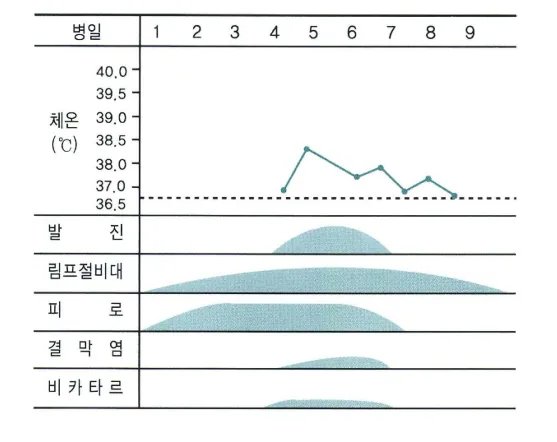 병일 1 2 3 4 5 6 7 8 9
40.0
39.5
39.0
체온 38.5
(℃) 38.0
37.0
36.5
발 진
림프절비대
피 로
결 막 염
비 카 타 르